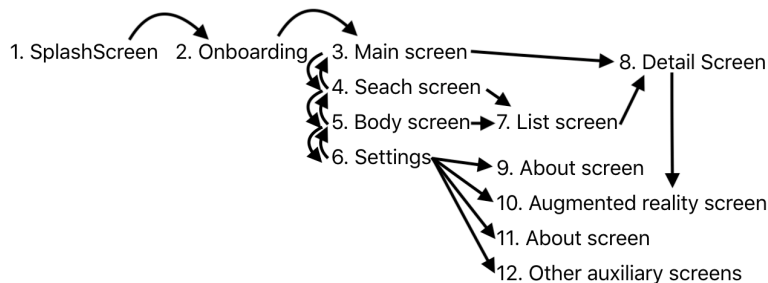 1. SplashScreen
2. Onboarding
3. Main screen
4. Seach screen
5. Body screen
6. Settings
7. List screen
8. Detail Screen
9. About screen
10. Augmented reality screen
11. About screen
12. Other auxiliary screens